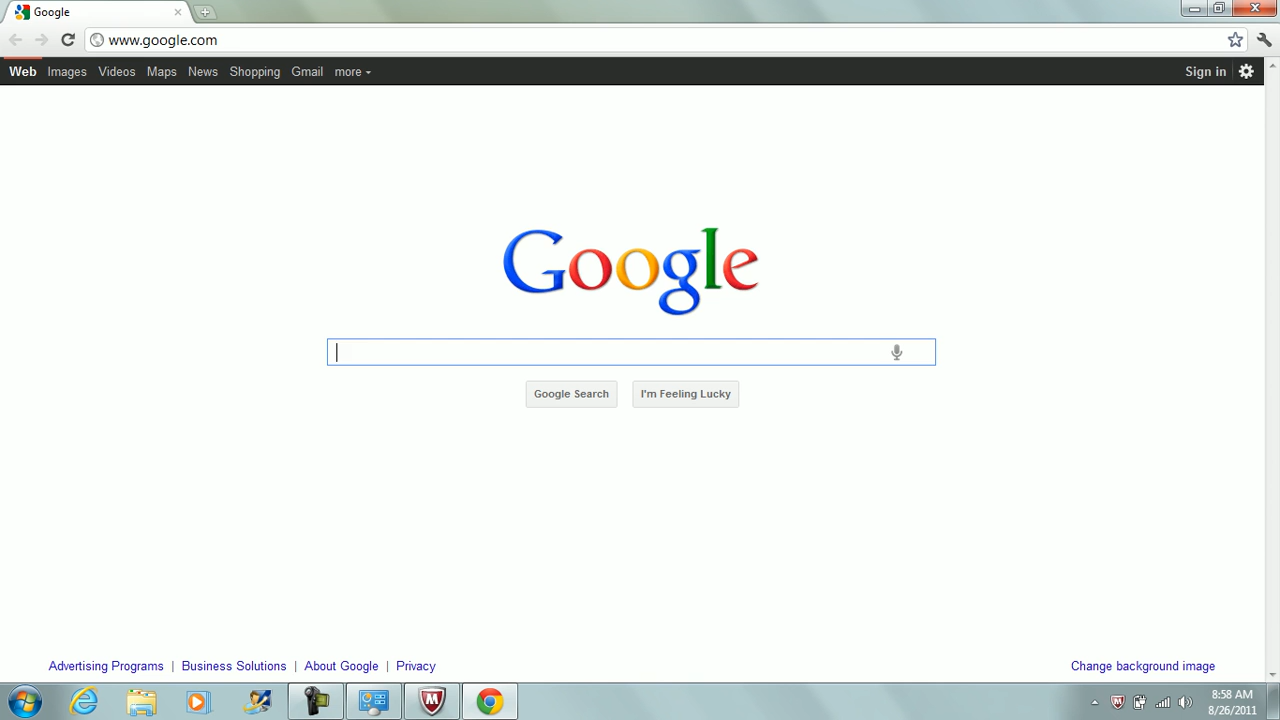 Google
www.google.com
Web Images Videos Maps News Shopping Gmail more Sign in
Google
Google Search I'm Feeling Lucky
Advertising Programs | Business Solutions | About Google | Privacy Change background image
8:58 AM
8/26/2011